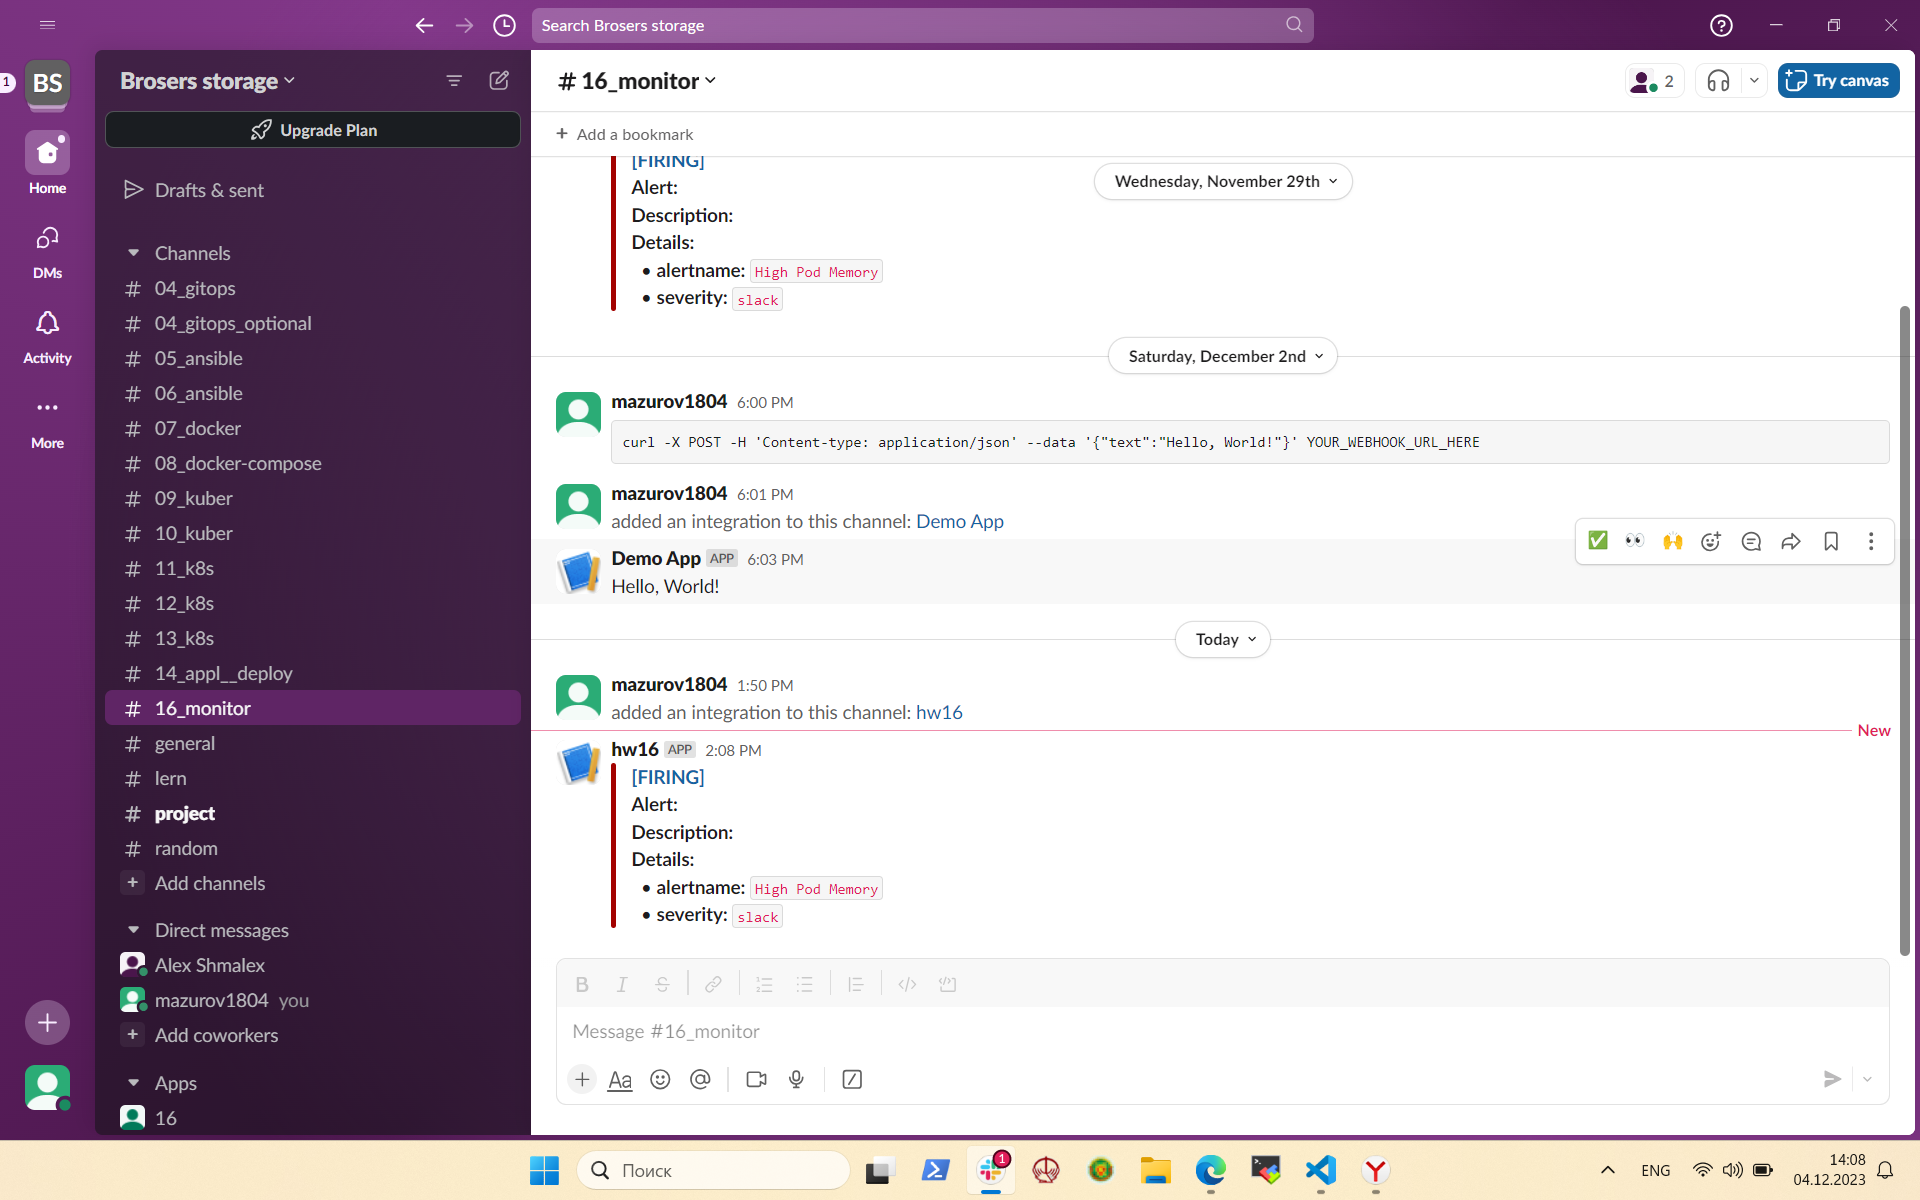 Search Brosers storage
1
BS
Home
DMs
Activity
More
Brosers storage
Upgrade Plan
Drafts & sent
Channels
# 04_gitops
# 04_gitops_optional
# 05_ansible
# 06_ansible
# 07_docker
# 08_docker-compose
# 09_kuber
# 10_kuber
# 11_k8s
# 12_k8s
# 13_k8s
# 14_appl__deploy
# 16_monitor
# general
# lern
# project
# random
+ Add channels
Direct messages
Alex Shmalex
mazurov1804 you
+ Add coworkers
Apps
16
# 16_monitor
2
Try canvas
+ Add a bookmark
Wednesday, November 29th
[FIRING]
Alert:
Description:
Details:
• alertname: High Pod Memory
• severity: slack
Saturday, December 2nd
mazurov1804 6:00 PM
curl -X POST -H 'Content-type: application/json' --data '{"text":"Hello, World!"}' YOUR_WEBHOOK_URL_HERE
mazurov1804 6:01 PM
added an integration to this channel: Demo App
Demo App APP 6:03 PM
Hello, World!
Today
mazurov1804 1:50 PM
added an integration to this channel: hw16
New
hw16 APP 2:08 PM
[FIRING]
Alert:
Description:
Details:
• alertname: High Pod Memory
• severity: slack
Message #16_monitor
Aa
Поиск
1
ENG
14:08
04.12.2023